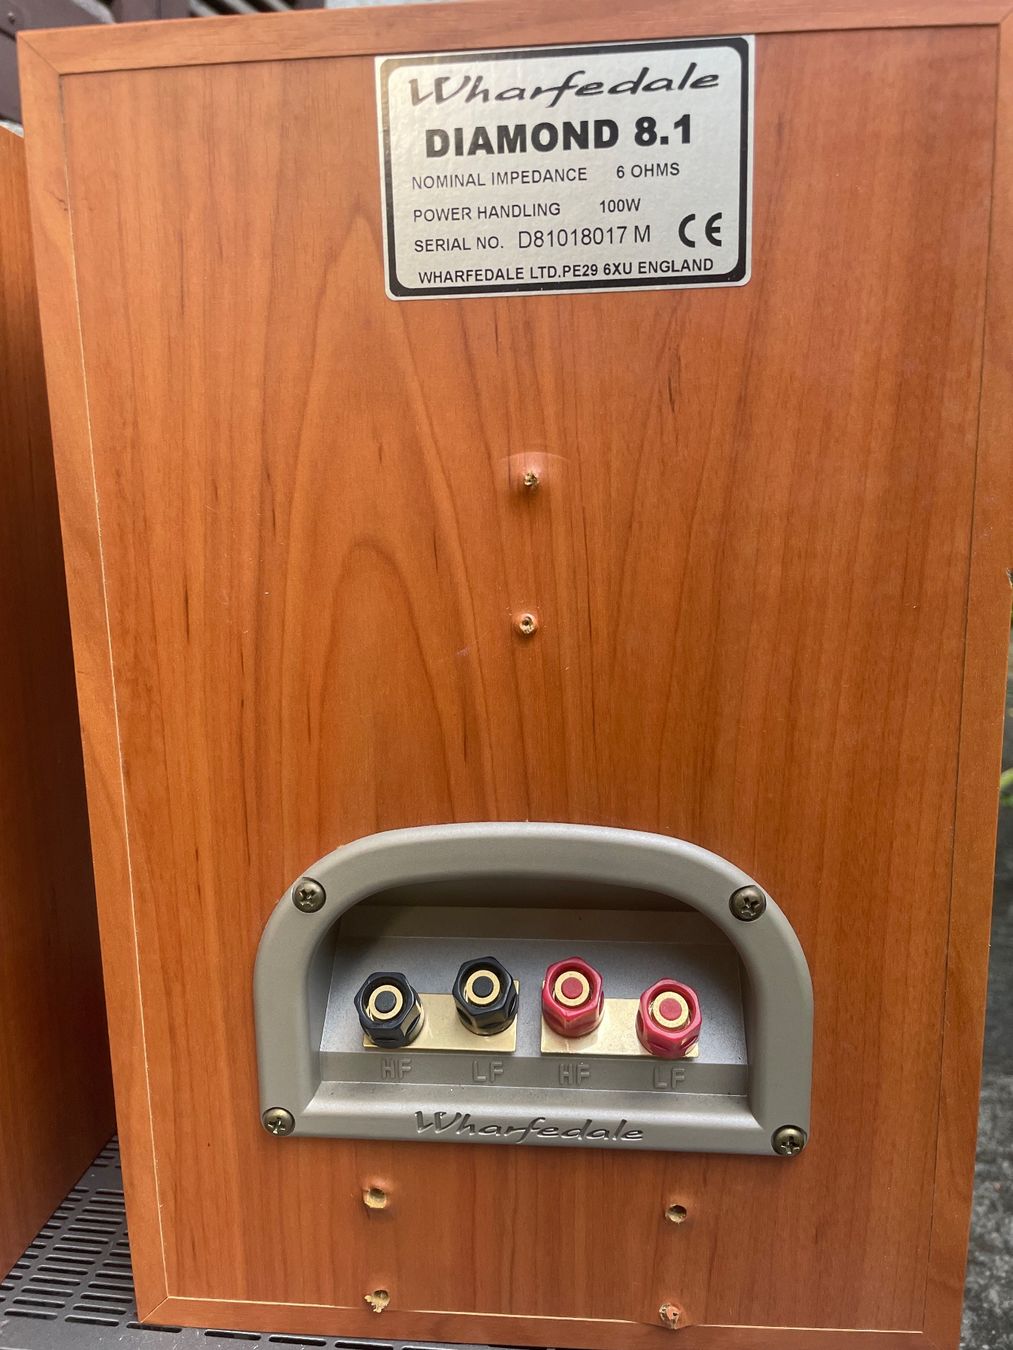 Wharfedale
DIAMOND 8.1
NOMINAL IMPEDANCE 6 OHMS
POWER HANDLING 100W
SERIAL NO. D81018017 M CE
WHARFEDALE LTD.PE29 6XU ENGLAND
HF LF HF LF
Wharfedale